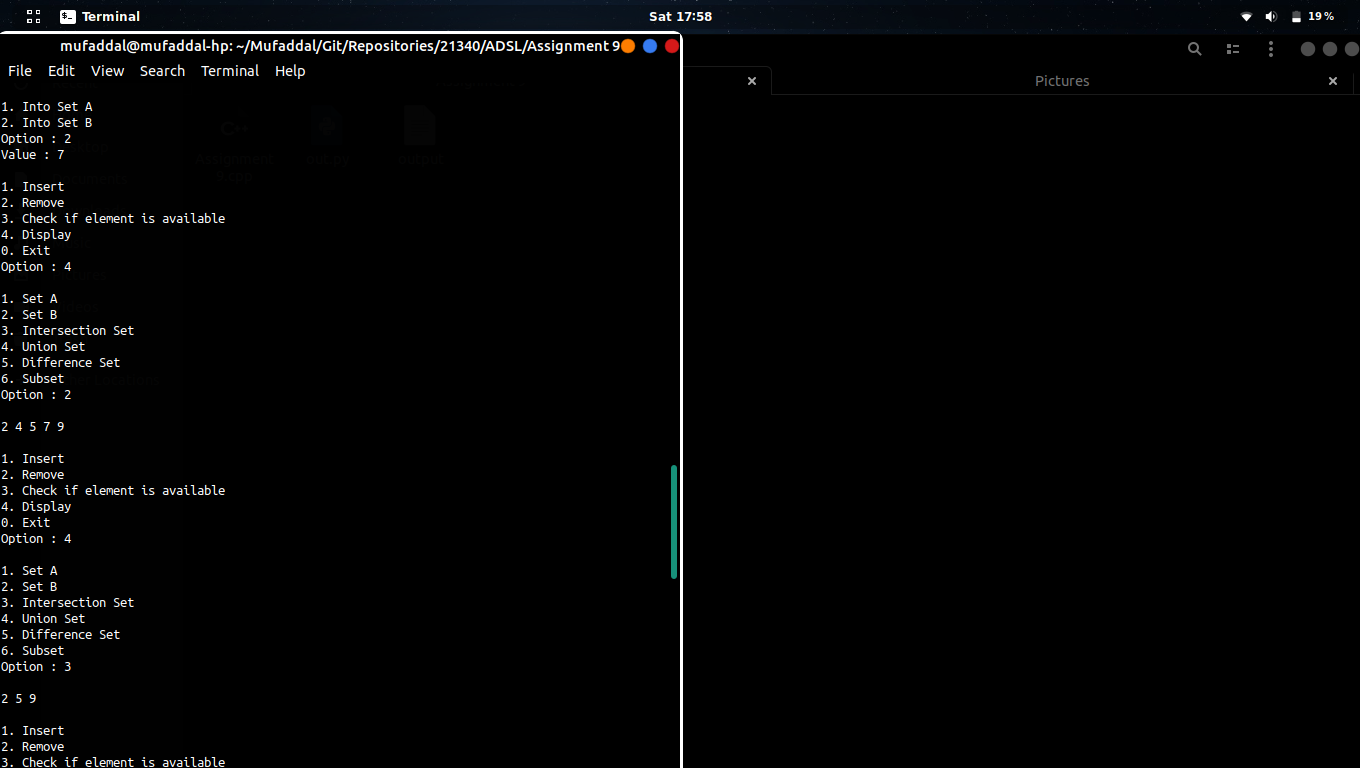 Terminal
Sat 17:58
19%
mufaddal@mufaddal-hp: ~/Mufaddal/Git/Repositories/21340/ADSL/Assignment 9
File Edit View Search Terminal Help
Pictures
1. Into Set A
2. Into Set B
Option : 2
Value : 7
1. Insert
2. Remove
3. Check if element is available
4. Display
0. Exit
Option : 4
1. Set A
2. Set B
3. Intersection Set
4. Union Set
5. Difference Set
6. Subset
Option : 2
2 4 5 7 9
1. Insert
2. Remove
3. Check if element is available
4. Display
0. Exit
Option : 4
1. Set A
2. Set B
3. Intersection Set
4. Union Set
5. Difference Set
6. Subset
Option : 3
2 5 9
1. Insert
2. Remove
3. Check if element is available